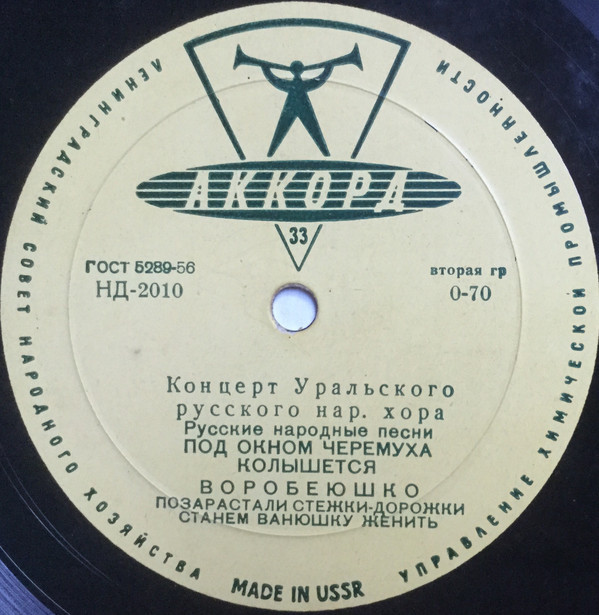 ЛЕНИНГРАДСКИЙ СОВЕТ НАРОДНОГО ХОЗЯЙСТВА
УПРАВЛЕНИЕ ХИМИЧЕСКОЙ ПРОМЫШЛЕННОСТИ
АККОРД
33
ГОСТ 5289-56
вторая гр
НД-2010
0-70
Концерт Уральского
русского нар. хора
Русские народные песни
ПОД ОКНОМ ЧЕРЕМУХА
КОЛЫШЕТСЯ
ВОРОБЕЮШКО
ПОЗАРАСТАЛИ СТЕЖКИ-ДОРОЖКИ
СТАНЕМ ВАНЮШКУ ЖЕНИТЬ
MADE IN USSR